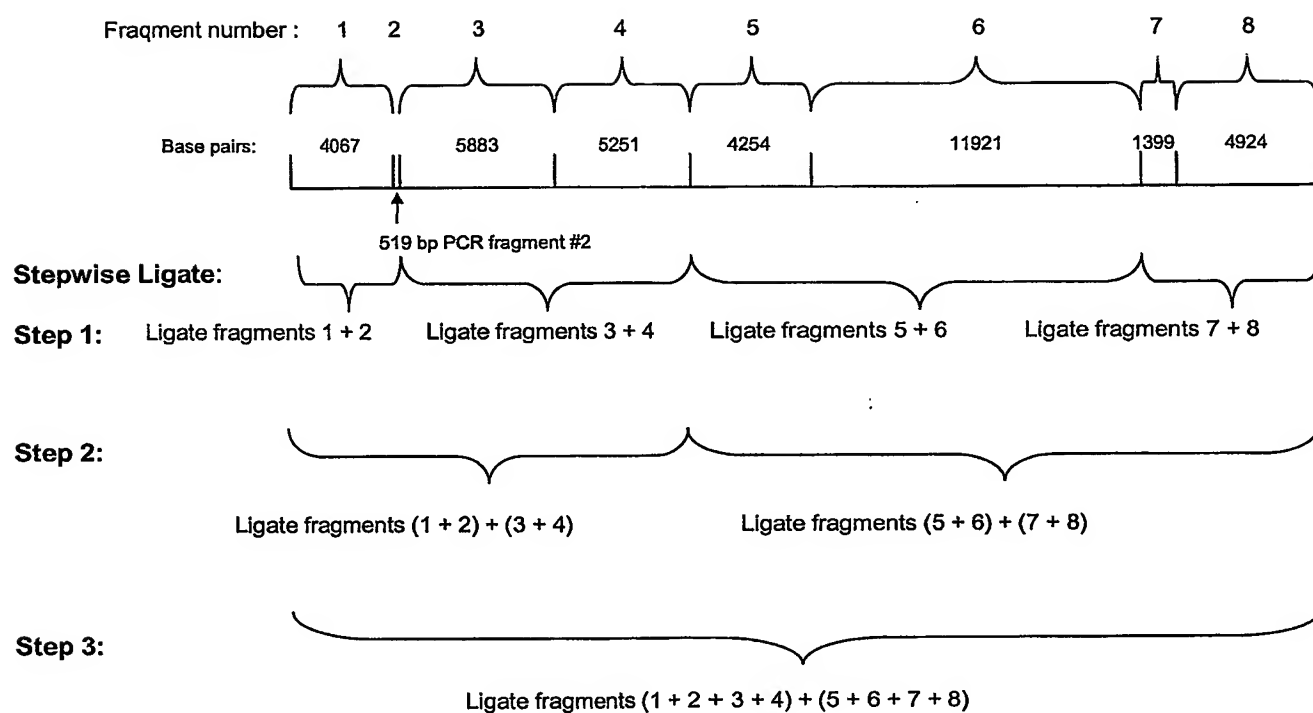 Fraqment number : 1 2 3 4 5 6 7 8
Base pairs: 4067 5883 5251 4254 11921 1399 4924
519 bp PCR fragment #2
Stepwise Ligate:
Step 1: Ligate fragments 1 + 2 Ligate fragments 3 + 4 Ligate fragments 5 + 6 Ligate fragments 7 + 8
Step 2:
Ligate fragments (1 + 2) + (3 + 4) Ligate fragments (5 + 6) + (7 + 8)
Step 3:
Ligate fragments (1 + 2 + 3 + 4) + (5 + 6 + 7 + 8)